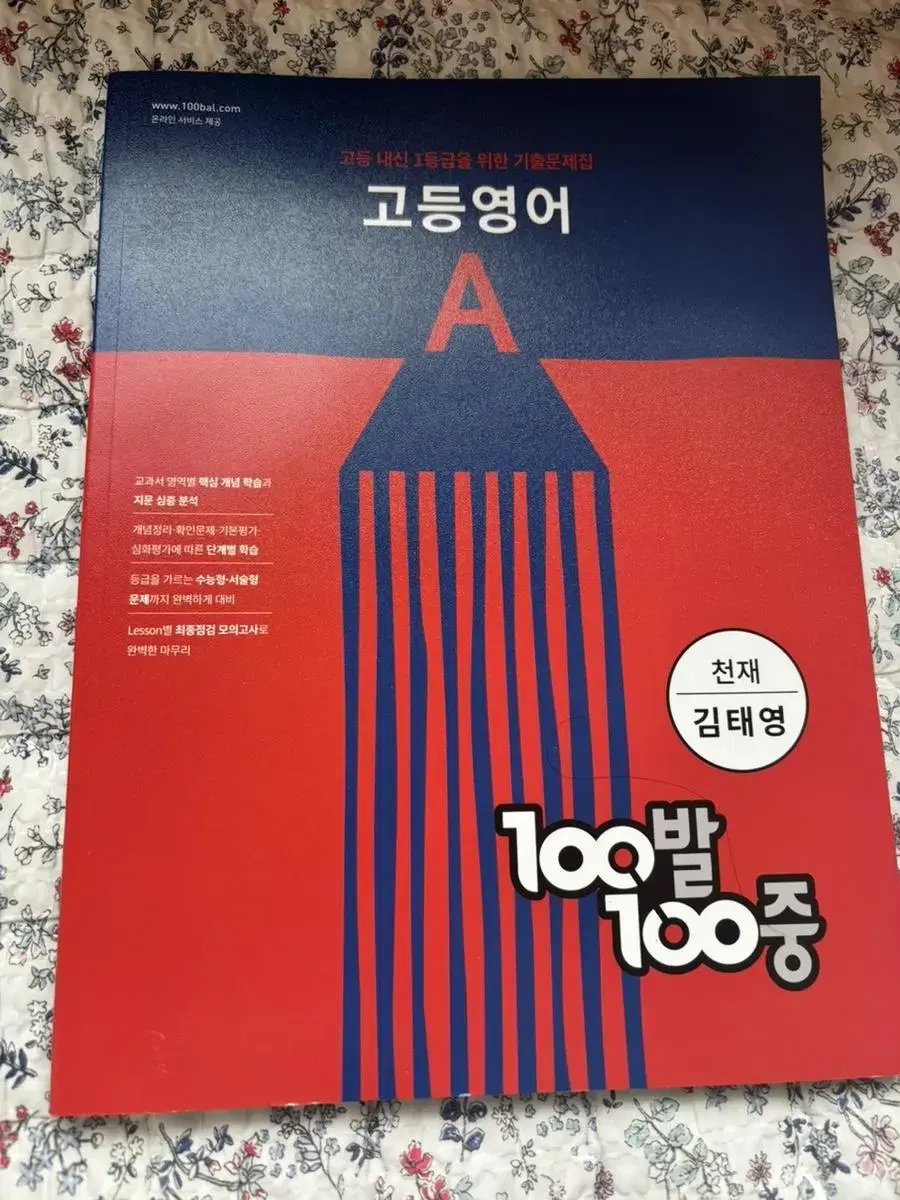 www.100bal.com
온라인 서비스 제공
고등 내신 1등급을 위한 기출문제집
고등영어
A
교과서 영역별 핵심 개념 학습과
지문 심층 분석
개념정리·확인문제·기본평가·
심화평가에 따른 단계별 학습
등급을 가르는 수능형·서술형
문제까지 완벽하게 대비
Lesson별 최종점검 모의고사로
완벽한 마무리
천재
김태영
100발
100중